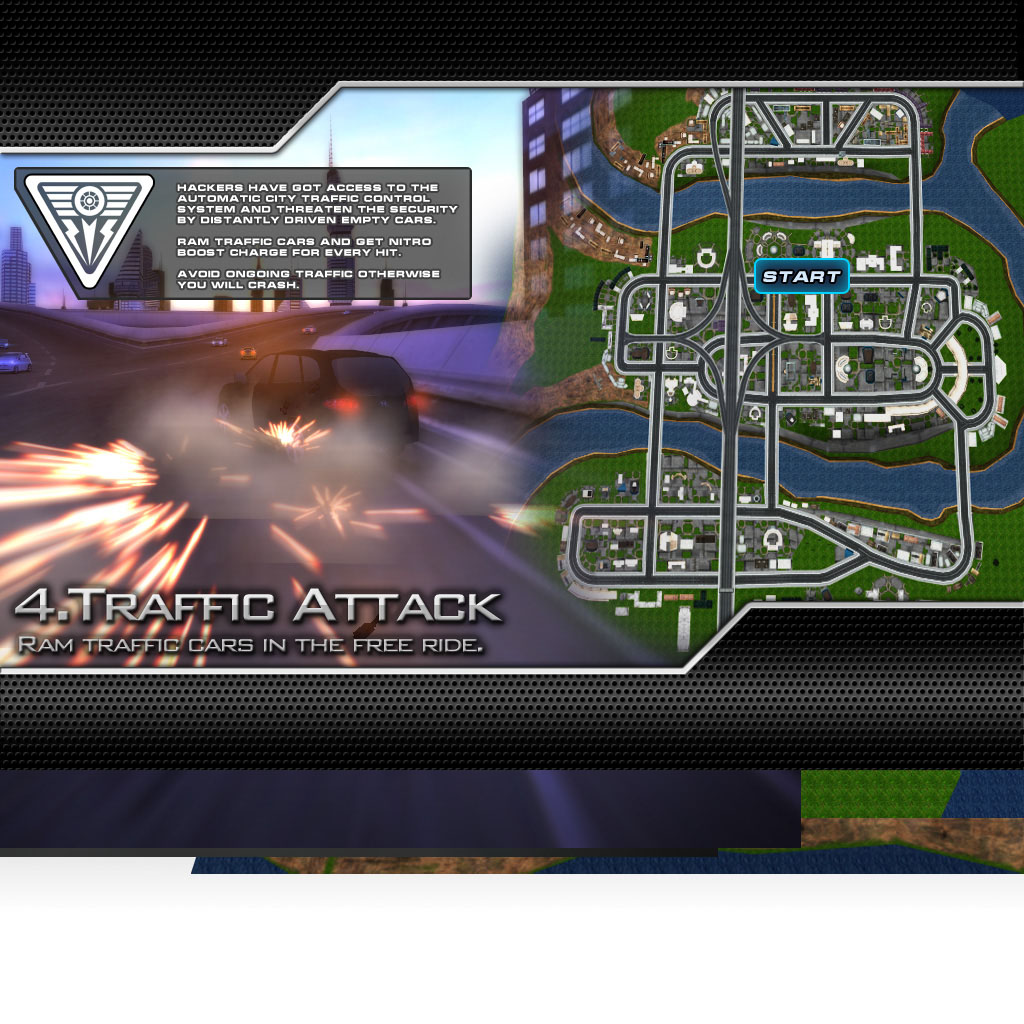 HACKERS HAVE GOT ACCESS TO THE
AUTOMATIC CITY TRAFFIC CONTROL
SYSTEM AND THREATEN THE SECURITY
BY DISTANTLY DRIVEN EMPTY CARS.
RAM TRAFFIC CARS AND GET NITRO
BOOST CHARGE FOR EVERY HIT.
AVOID ONGOING TRAFFIC OTHERWISE
YOU WILL CRASH.
START
4.TRAFFIC ATTACK
RAM TRAFFIC CARS IN THE FREE RIDE.